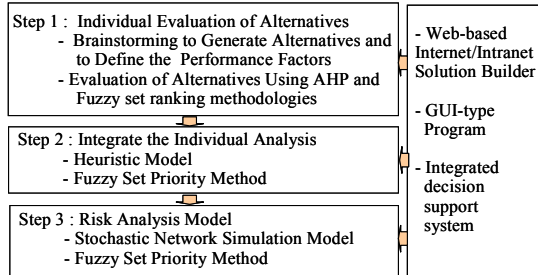 Step 1 : Individual Evaluation of Alternatives
- Brainstorming to Generate Alternatives and
to Define the Performance Factors
- Evaluation of Alternatives Using AHP and
Fuzzy set ranking methodologies
Step 2 : Integrate the Individual Analysis
- Heuristic Model
- Fuzzy Set Priority Method
Step 3 : Risk Analysis Model
- Stochastic Network Simulation Model
- Fuzzy Set Priority Method
- Web-based
Internet/Intranet
Solution Builder
- GUI-type
Program
- Integrated
decision
support
system